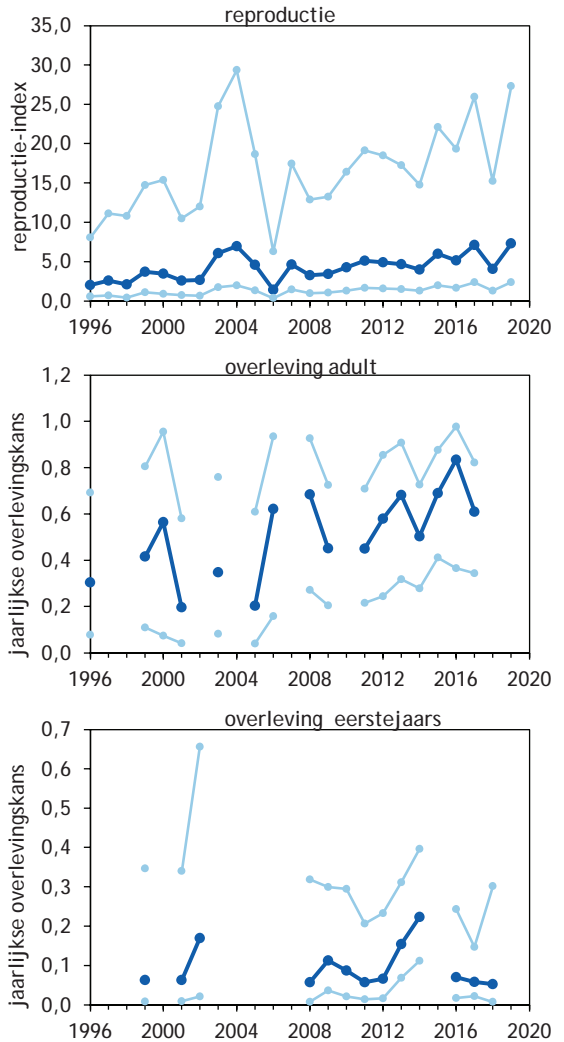 reproductie
35,0
30,0
25,0
20,0
15,0
10,0
5,0
0,0
reproductie-index
1996 2000 2004 2008 2012 2016 2020
overleving adult
1,2
1,0
0,8
0,6
0,4
0,2
0,0
jaarlijkse overlevingskans
1996 2000 2004 2008 2012 2016 2020
overleving eerstejaars
0,7
0,6
0,5
0,4
0,3
0,2
0,1
0,0
jaarlijkse overlevingskans
1996 2000 2004 2008 2012 2016 2020